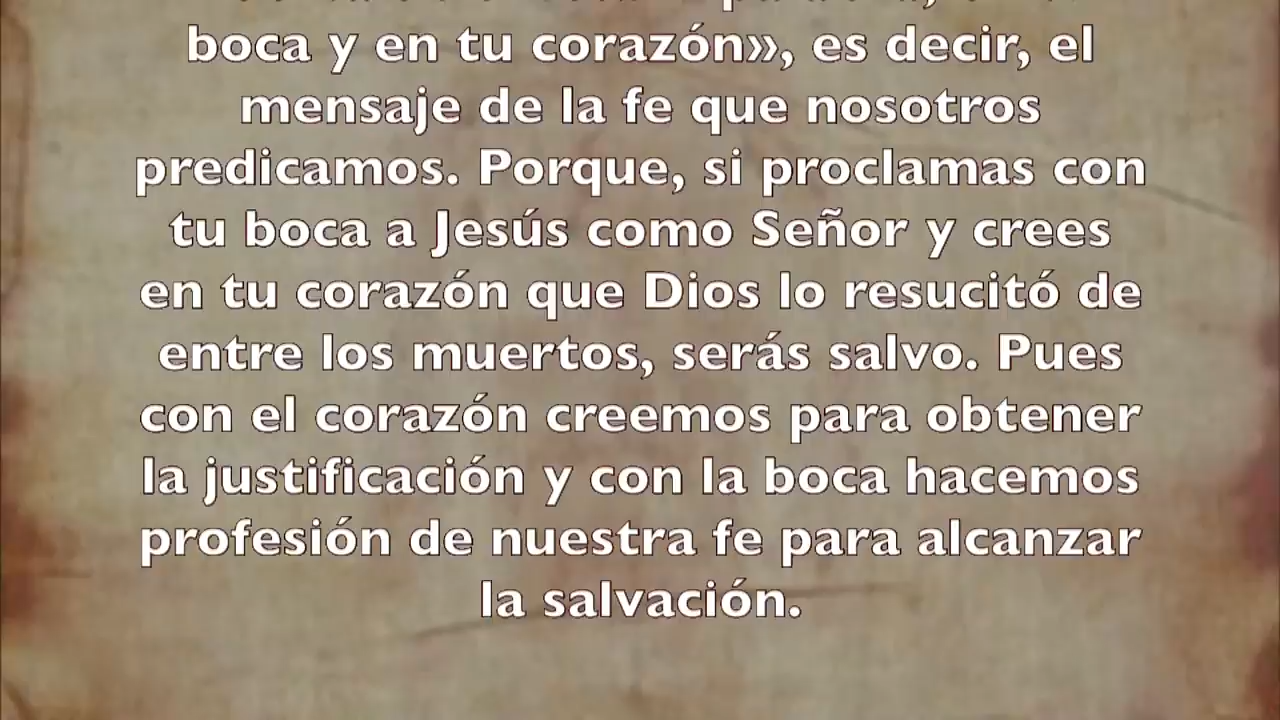 boca y en tu corazón», es decir, el
mensaje de la fe que nosotros
predicamos. Porque, si proclamas con
tu boca a Jesús como Señor y crees
en tu corazón que Dios lo resucitó de
entre los muertos, serás salvo. Pues
con el corazón creemos para obtener
la justificación y con la boca hacemos
profesión de nuestra fe para alcanzar
la salvación.